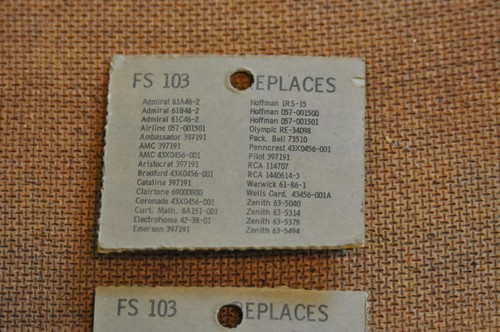 FS 103 EPLACES
Admiral 61A46-2
Admiral 61B46-2
Admiral 61C46-2
Airline 057-001501
Ambassador 397191
AMC 397191
AMC 43X0456-001
Aristocrat 397191
Bradford 43X0456-001
Catalina 397191
Clairtone 69000800
Coronado 43X0456-001
Curt. Math. 8A151-001
Electrohome 42-38-01
Emerson 397191
Hoffman 1RS-15
Hoffman 057-001500
Hoffman 057-001501
Olympic RE-34098
Pack. Bell 73510
Penncrest 43X0456-001
Pilot 397191
RCA 114707
RCA 1440614-3
Warwick 61-86-1
Wells Gard. 43456-001A
Zenith 63-5040
Zenith 63-5314
Zenith 63-5378
Zenith 63-5494
FS 103 EPLACES